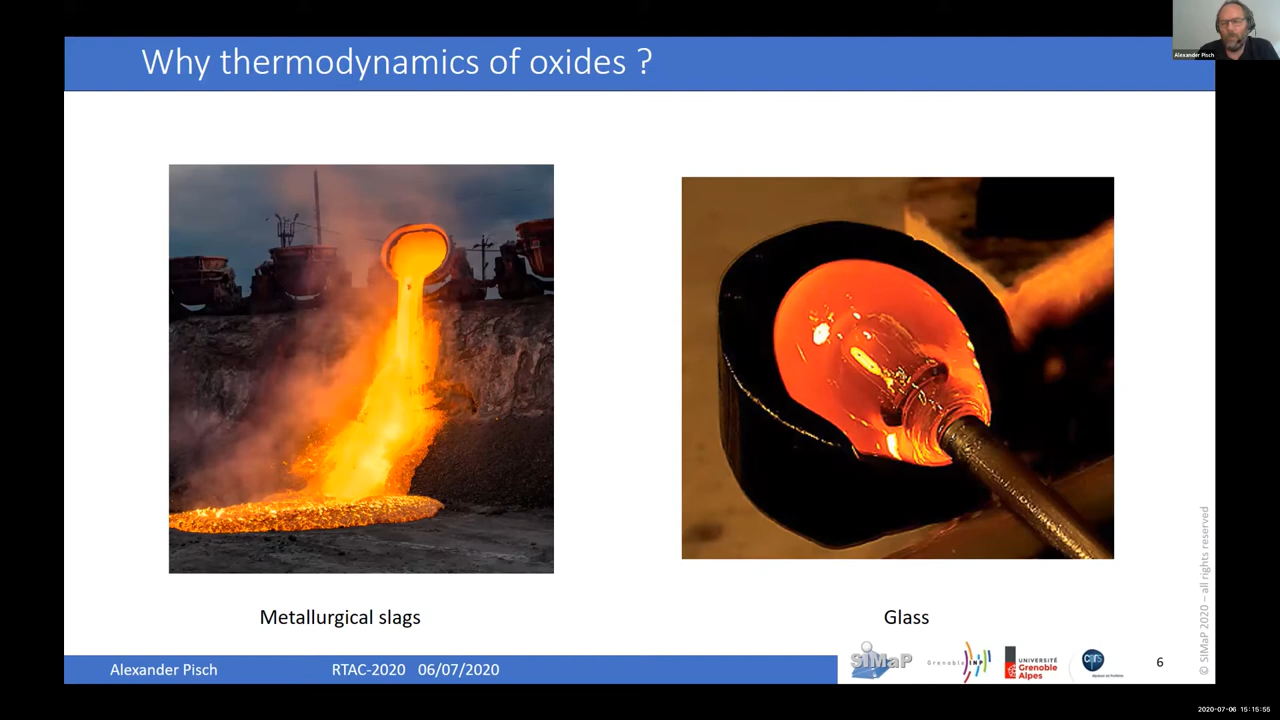 Why thermodynamics of oxides ?
Alexander Pisch
Metallurgical slags
Glass
© SIMaP 2020 – all rights reserved
Alexander Pisch
RTAC-2020 06/07/2020
SIMaP
Grenoble INP
UNIVERSITÉ
Grenoble
Alpes
cnrs
6
2020-07-06 15:15:55